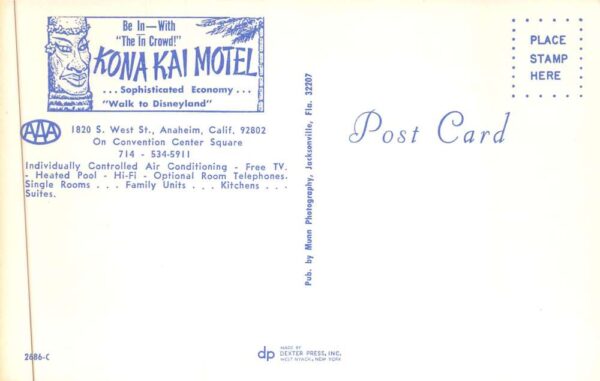 Be In—With
"The In Crowd!"
KONA KAI MOTEL
...Sophisticated Economy...
"Walk to Disneyland"
AAA
1820 S. West St., Anaheim, Calif. 92802
On Convention Center Square
714 - 534-5911
Individually Controlled Air Conditioning - Free TV.
- Heated Pool - Hi-Fi - Optional Room Telephones.
Single Rooms . . . Family Units . . . Kitchens . . .
Suites.
2686-C
Pub. by Munn Photography, Jacksonville, Fla. 32207
dp
MADE BY
DEXTER PRESS, INC.
WEST NYACK, NEW YORK
Post Card
PLACE
STAMP
HERE